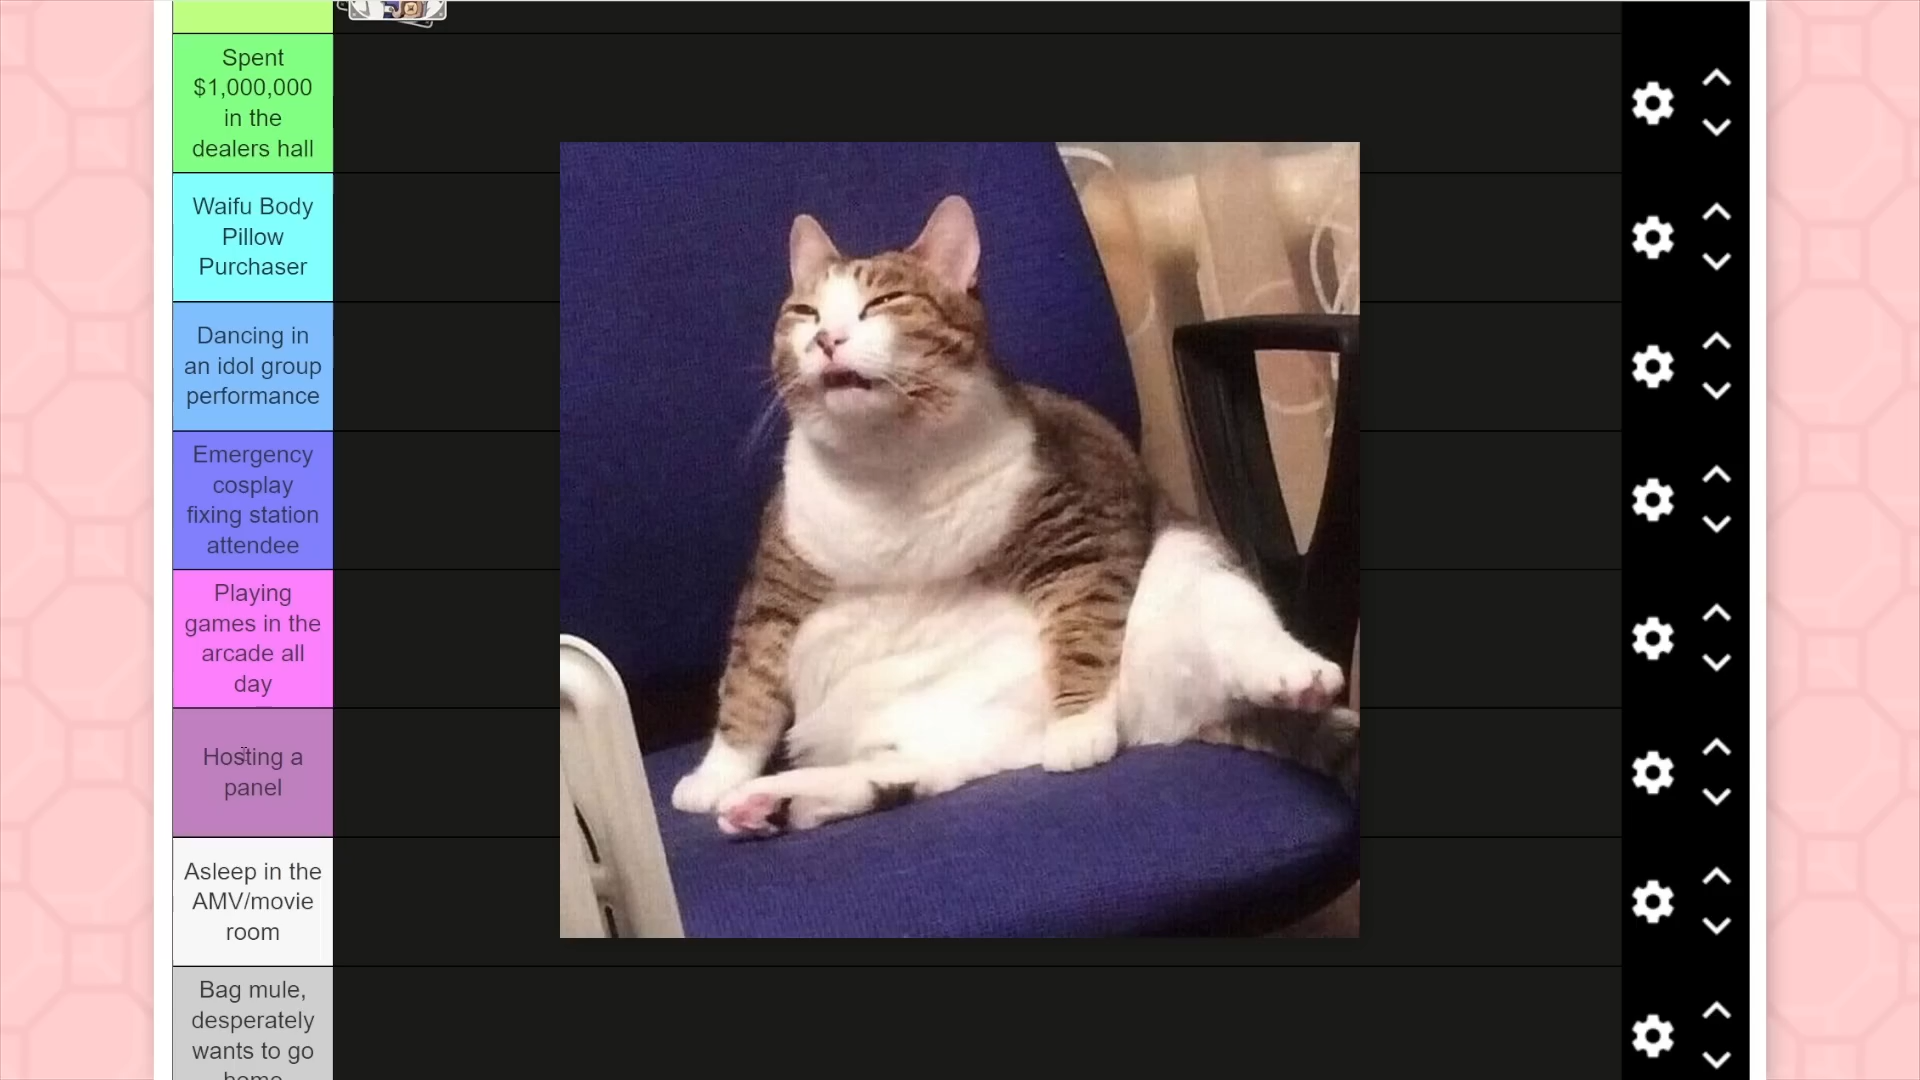 Spent
$1,000,000
in the
dealers hall
Waifu Body
Pillow
Purchaser
Dancing in
an idol group
performance
Emergency
cosplay
fixing station
attendee
Playing
games in the
arcade all
day
Hosting a
panel
Asleep in the
AMV/movie
room
Bag mule,
desperately
wants to go
home